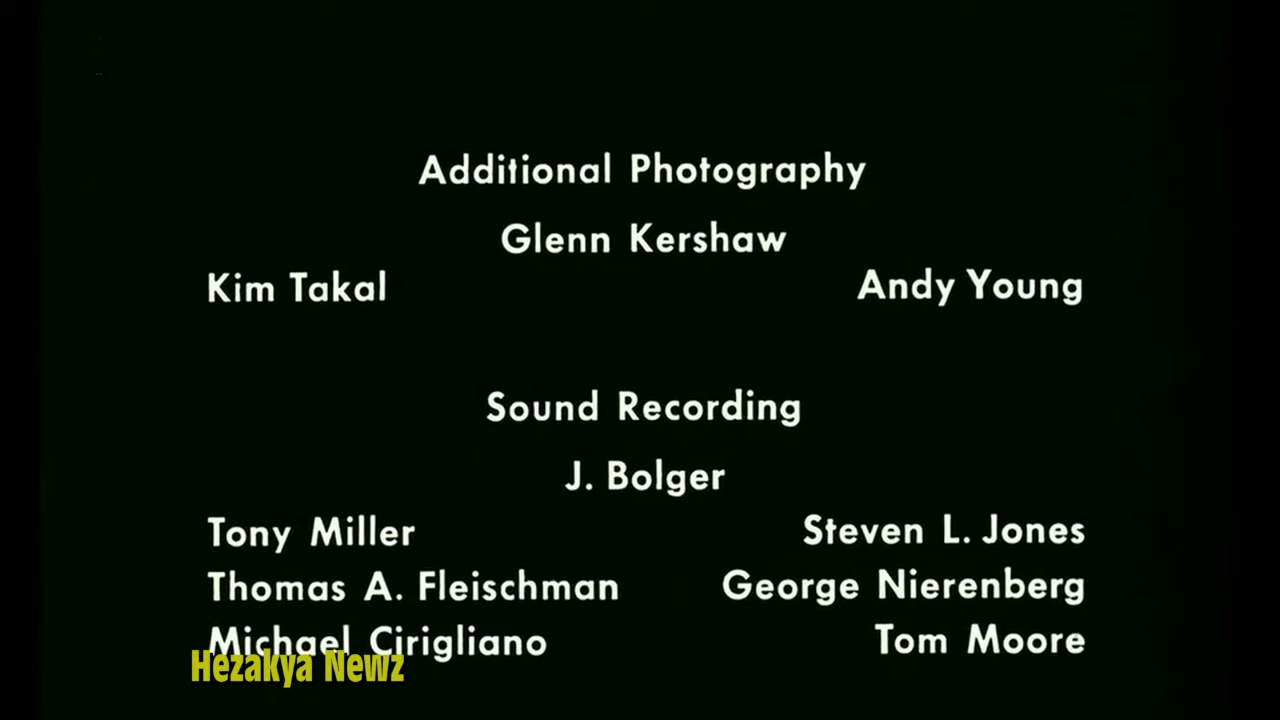 Additional Photography
Glenn Kershaw
Kim Takal Andy Young
Sound Recording
J. Bolger
Tony Miller Steven L. Jones
Thomas A. Fleischman George Nierenberg
Michael Cirigliano Tom Moore
Hezakya Newz